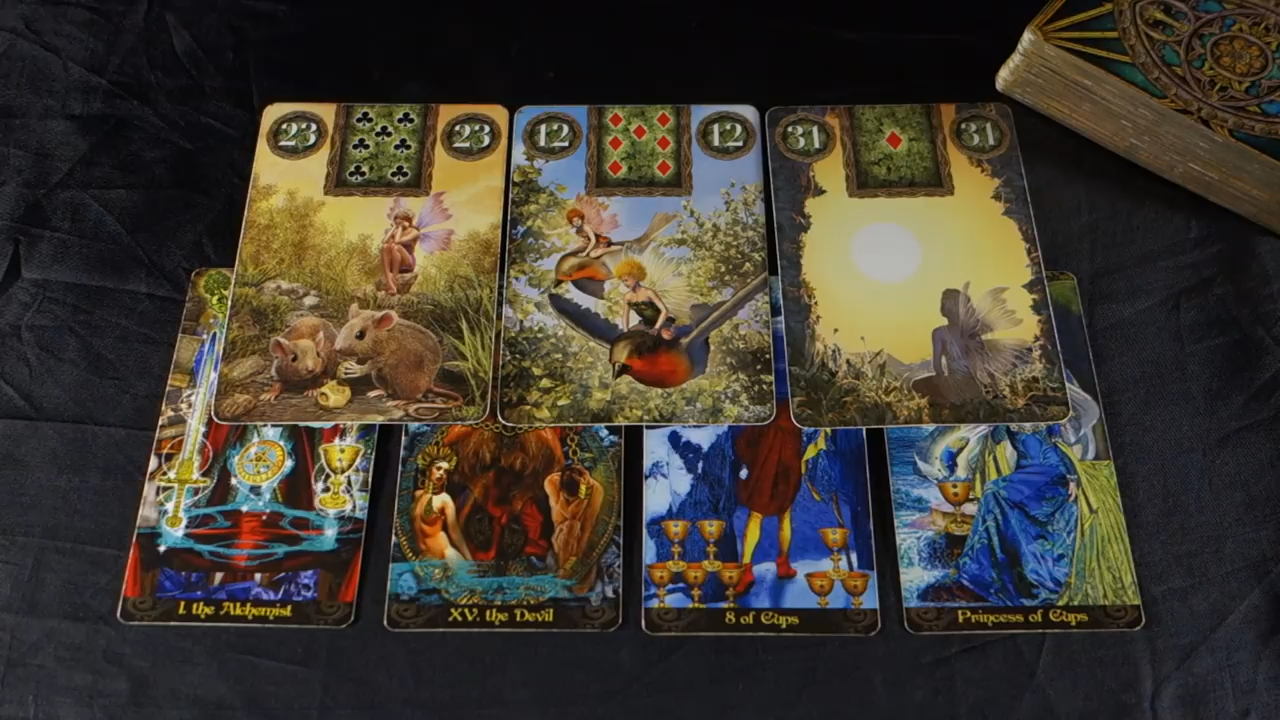 23 23
12 12
31 31
I. the Alchemist
XV. the Devil
8 of Cups
Princess of Cups